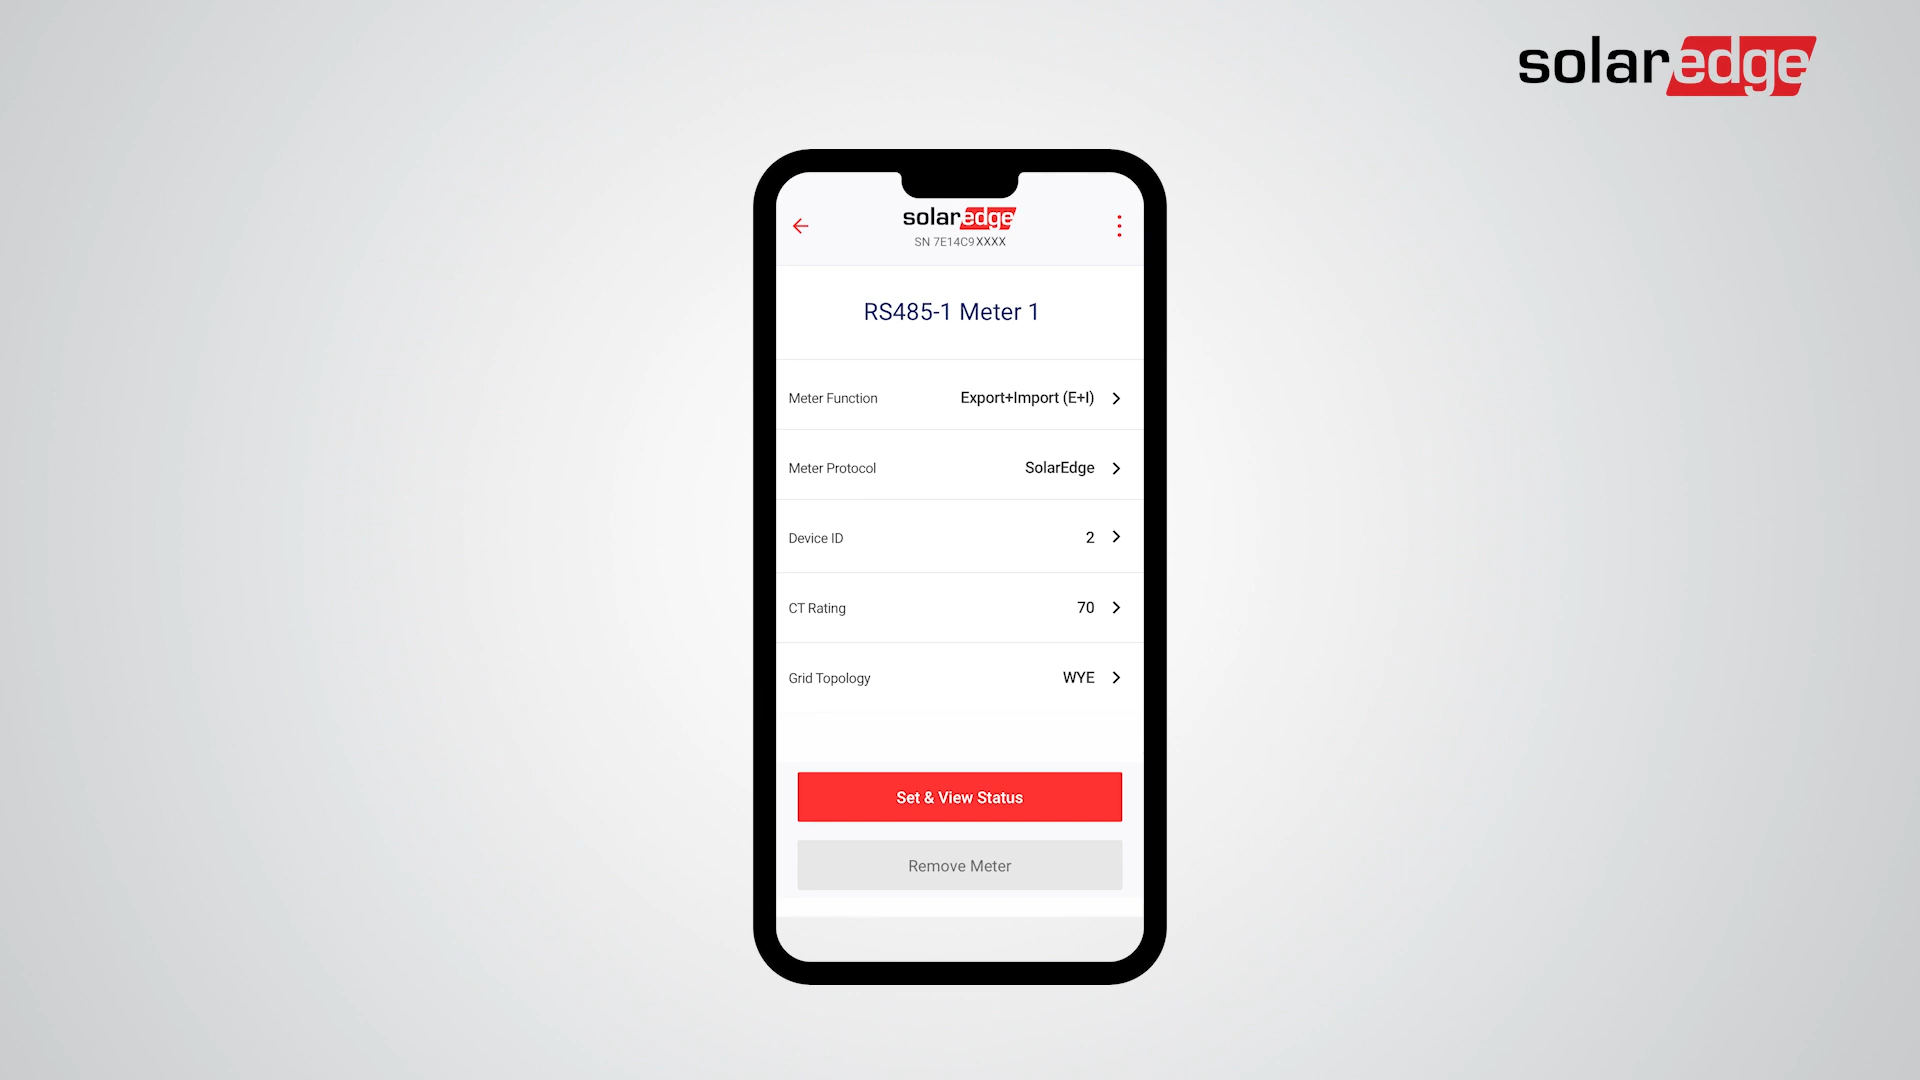 solaredge
solaredge
SN 7E14C9XXXX
RS485-1 Meter 1
Meter Function Export+Import (E+I)
Meter Protocol SolarEdge
Device ID 2
CT Rating 70
Grid Topology WYE
Set & View Status
Remove Meter